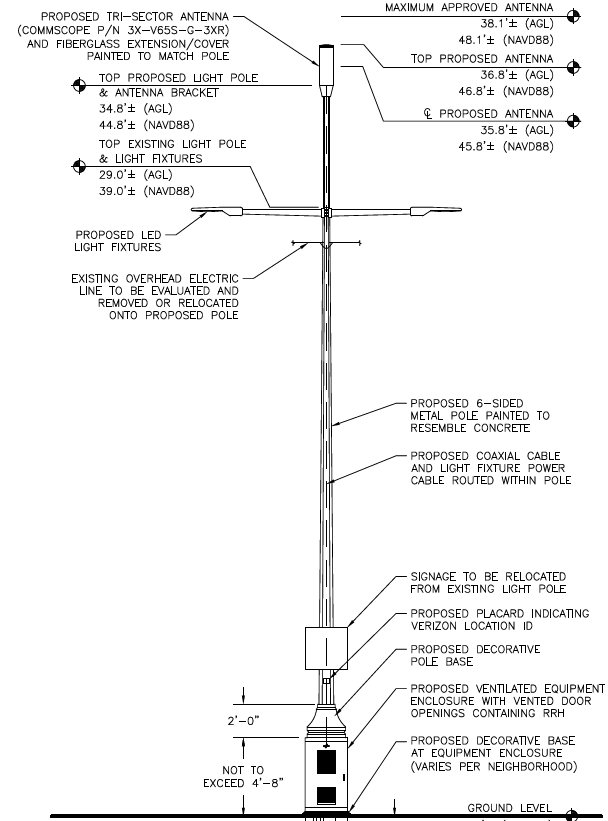 PROPOSED TRI-SECTOR ANTENNA
(COMMSCOPE P/N 3X-V65S-G-3XR)
AND FIBERGLASS EXTENSION/COVER
PAINTED TO MATCH POLE
MAXIMUM APPROVED ANTENNA
38.1'± (AGL)
48.1'± (NAVD88)
TOP PROPOSED ANTENNA
36.8'± (AGL)
46.8'± (NAVD88)
TOP PROPOSED LIGHT POLE
& ANTENNA BRACKET
34.8'± (AGL)
44.8'± (NAVD88)
℄ PROPOSED ANTENNA
35.8'± (AGL)
45.8'± (NAVD88)
TOP EXISTING LIGHT POLE
& LIGHT FIXTURES
29.0'± (AGL)
39.0'± (NAVD88)
PROPOSED LED
LIGHT FIXTURES
EXISTING OVERHEAD ELECTRIC
LINE TO BE EVALUATED AND
REMOVED OR RELOCATED
ONTO PROPOSED POLE
PROPOSED 6-SIDED
METAL POLE PAINTED TO
RESEMBLE CONCRETE
PROPOSED COAXIAL CABLE
AND LIGHT FIXTURE POWER
CABLE ROUTED WITHIN POLE
SIGNAGE TO BE RELOCATED
FROM EXISTING LIGHT POLE
PROPOSED PLACARD INDICATING
VERIZON LOCATION ID
PROPOSED DECORATIVE
POLE BASE
PROPOSED VENTILATED EQUIPMENT
ENCLOSURE WITH VENTED DOOR
OPENINGS CONTAINING RRH
2'-0"
PROPOSED DECORATIVE BASE
AT EQUIPMENT ENCLOSURE
(VARIES PER NEIGHBORHOOD)
NOT TO
EXCEED 4'-8"
GROUND LEVEL